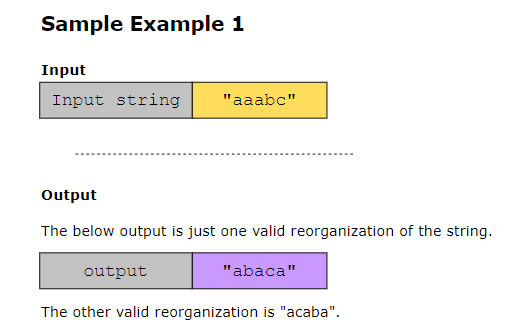 Sample Example 1
Input
Input string "aaabc"
Output
The below output is just one valid reorganization of the string.
output "abaca"
The other valid reorganization is "acaba".